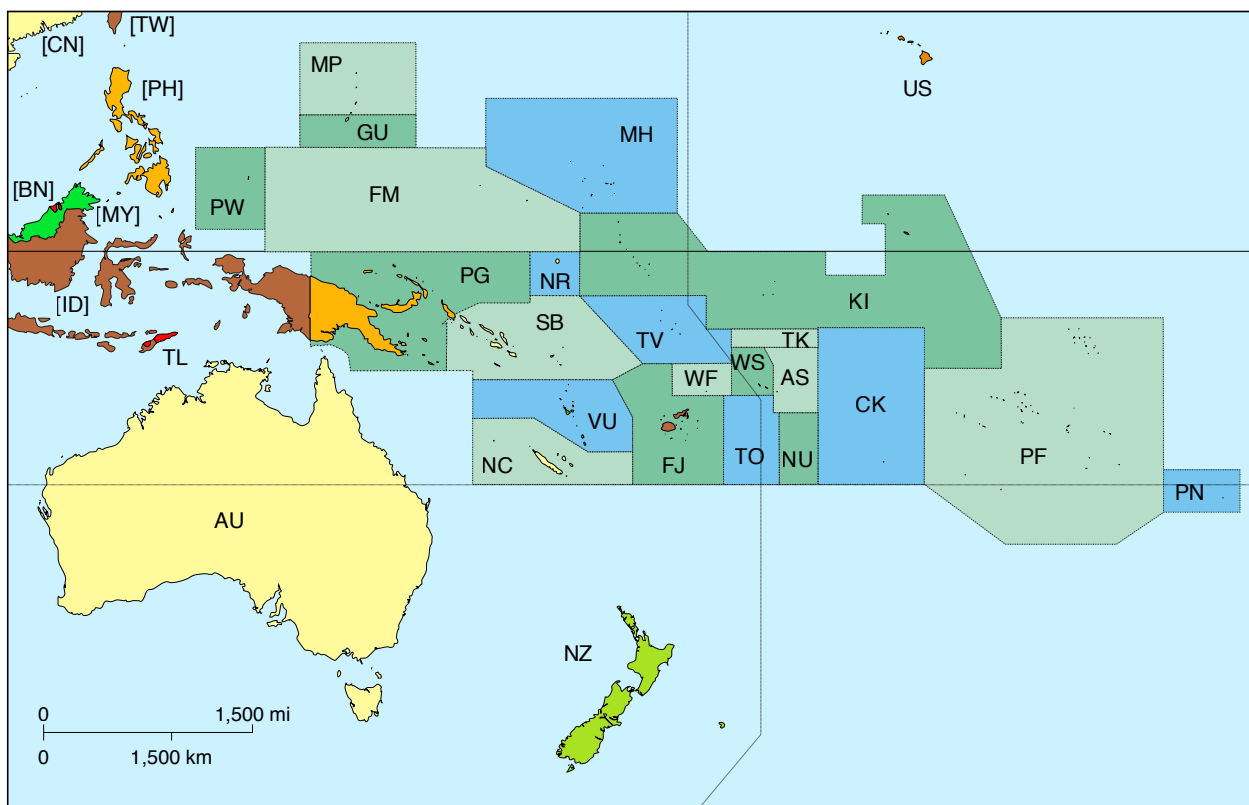 [TW]
[CN]
MP
[PH]
US
GU
MH
[BN]
PW
FM
[MY]
PG
NR
KI
[ID]
SB
TV
TK
TL
WS
WF
AS
CK
VU
NC
FJ
TO
NU
PF
PN
AU
NZ
0 1,500 mi
0 1,500 km